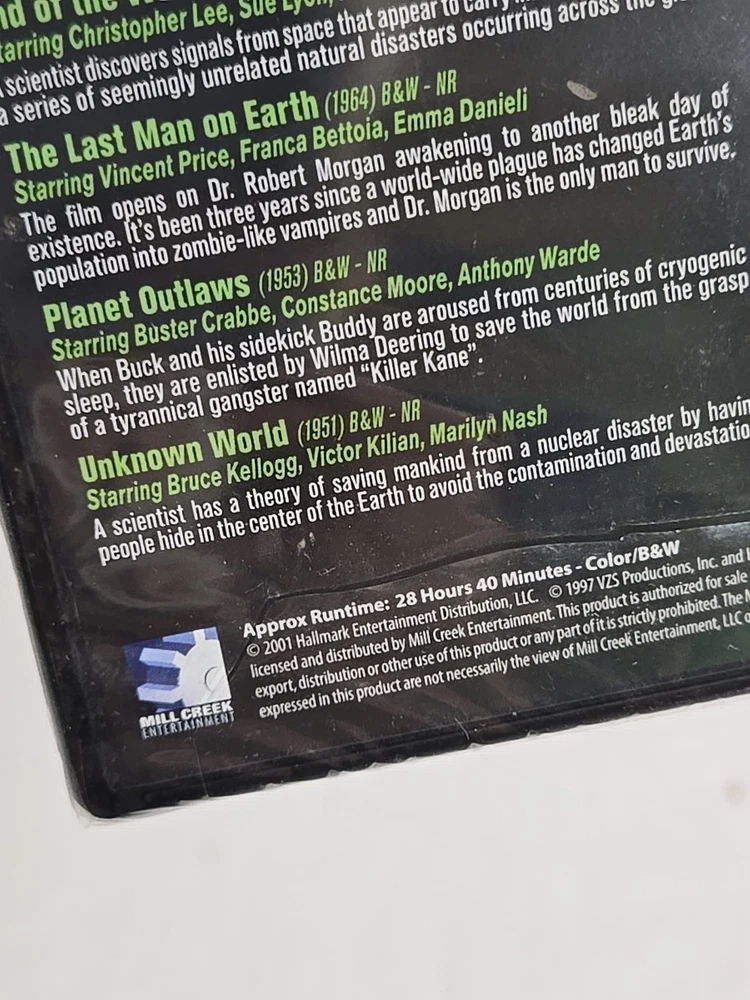 nd of the
tarring Christopher Lee, Sue Lyon,
scientist discovers signals from space that appear to carry
a series of seemingly unrelated natural disasters occurring across the
The Last Man on Earth (1964) B&W - NR
Starring Vincent Price, Franca Bettoia, Emma Danieli
The film opens on Dr. Robert Morgan awakening to another bleak day of
existence. It's been three years since a world-wide plague has changed Earth's
population into zombie-like vampires and Dr. Morgan is the only man to survive.
Planet Outlaws (1953) B&W - NR
Starring Buster Crabbe, Constance Moore, Anthony Warde
When Buck and his sidekick Buddy are aroused from centuries of cryogenic
sleep, they are enlisted by Wilma Deering to save the world from the grasp
of a tyrannical gangster named "Killer Kane".
Unknown World (1951) B&W - NR
Starring Bruce Kellogg, Victor Kilian, Marilyn Nash
A scientist has a theory of saving mankind from a nuclear disaster by havin
people hide in the center of the Earth to avoid the contamination and devastatio
Approx Runtime: 28 Hours 40 Minutes - Color/B&W
© 2001 Hallmark Entertainment Distribution, LLC. © 1997 VZS Productions, Inc. and
licensed and distributed by Mill Creek Entertainment. This product is authorized for sale
export, distribution or other use of this product or any part of it is strictly prohibited. The
expressed in this product are not necessarily the view of Mill Creek Entertainment, LLC
MILL CREEK
ENTERTAINMENT